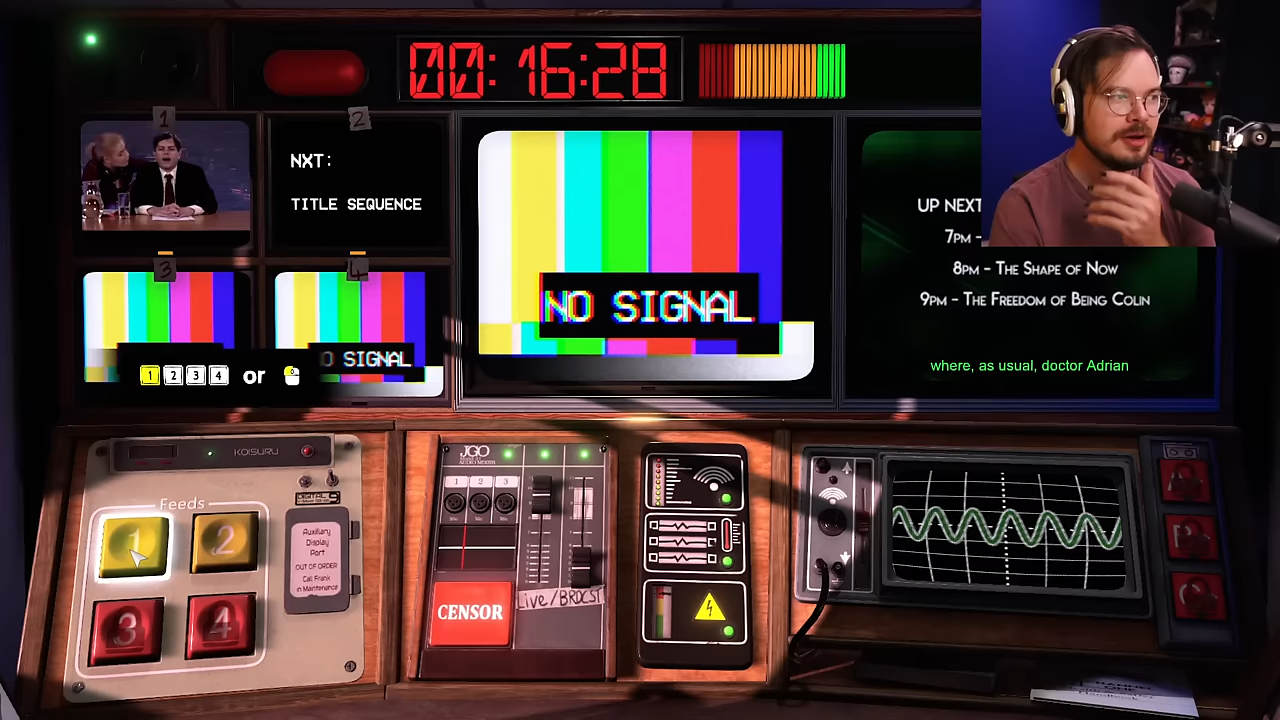 00:16:28
1
2
NXT:
TITLE SEQUENCE
NO SIGNAL
UP NEXT
7PM -
8PM - THE SHAPE OF NOW
9PM - THE FREEDOM OF BEING COLIN
where, as usual, doctor Adrian
3
4
SIGNAL
1 2 3 4 or
KOISURU
Feeds
1
2
3
4
Auxiliary
Display
Port
OUT OF ORDER
Call Frank
in Maintenance
JGO
1 2 3
CENSOR
Live/BRDCST